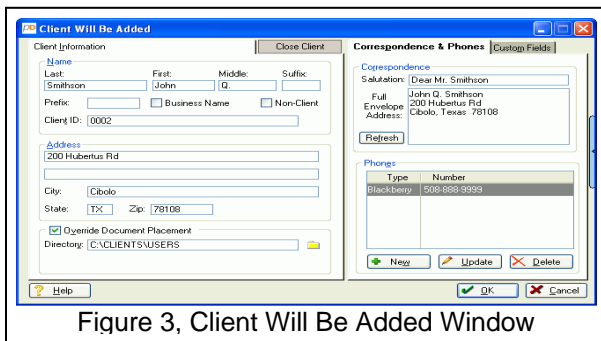 Client Will Be Added
Client Information
Close Client
Name
Last: First: Middle: Suffix:
Smithson John Q.
Prefix: Business Name Non-Client
Client ID: 0002
Address
200 Hubertus Rd
City: Cibolo
State: TX Zip: 78108
Override Document Placement
Directory: C:\CLIENTS\USERS
Correspondence & Phones Custom Fields
Correspondence
Salutation: Dear Mr. Smithson
Full Envelope Address:
John Q. Smithson
200 Hubertus Rd
Cibolo, Texas 78108
Refresh
Phones
Type Number
Blackberry 508-888-9999
New Update Delete
Help OK Cancel
Figure 3, Client Will Be Added Window